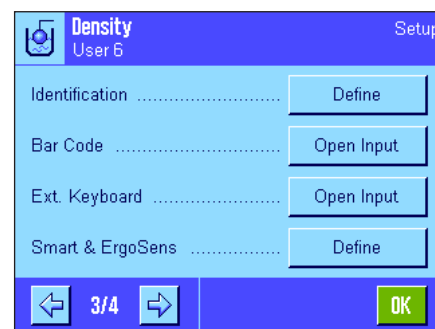 Density
Setup
User 6
Identification ............................ Define
Bar Code ................................ Open Input
Ext. Keyboard ......................... Open Input
Smart & ErgoSens ................. Define
3/4
OK